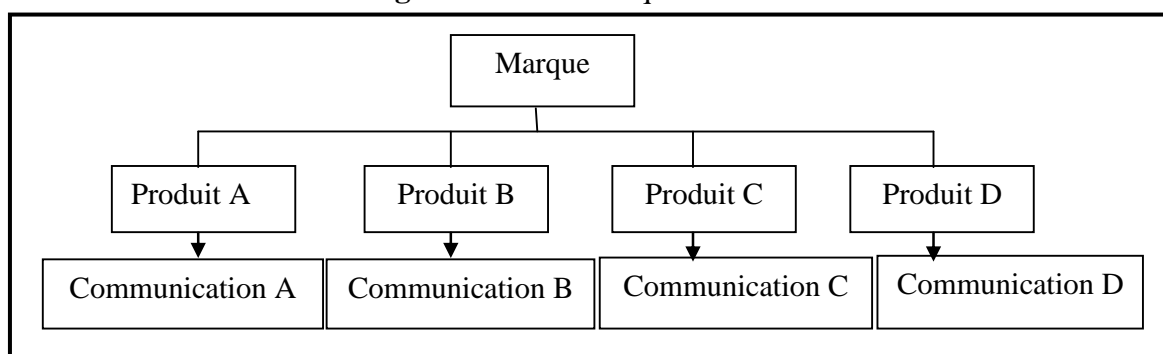 Marque
Produit A Produit B Produit C Produit D
Communication A Communication B Communication C Communication D